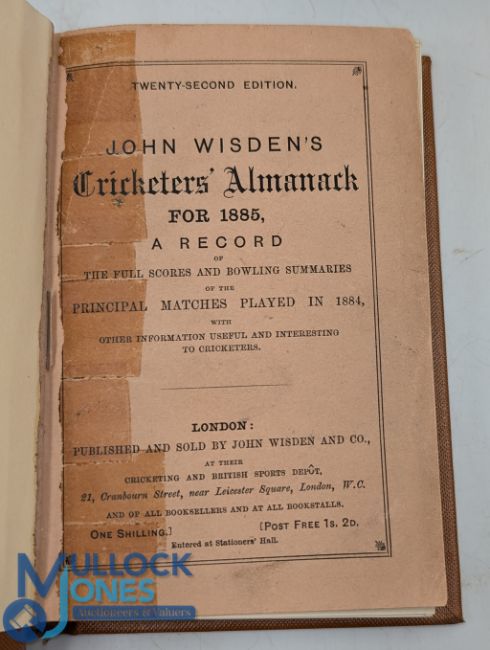 TWENTY-SECOND EDITION.
JOHN WISDEN'S
Cricketers' Almanack
FOR 1885,
A RECORD
OF
THE FULL SCORES AND BOWLING SUMMARIES
OF THE
PRINCIPAL MATCHES PLAYED IN 1884,
WITH
OTHER INFORMATION USEFUL AND INTERESTING
TO CRICKETERS.
LONDON:
PUBLISHED AND SOLD BY JOHN WISDEN AND CO.,
AT THEIR
CRICKETING AND BRITISH SPORTS DEPÔT,
21, Cranbourn Street, near Leicester Square, London, W.C.
AND OF ALL BOOKSELLERS AND AT ALL BOOKSTALLS.
ONE SHILLING.] [POST FREE 1s. 2D.
Entered at Stationers' Hall.
MULLOCK
JONES
Auctioneers & Valuers